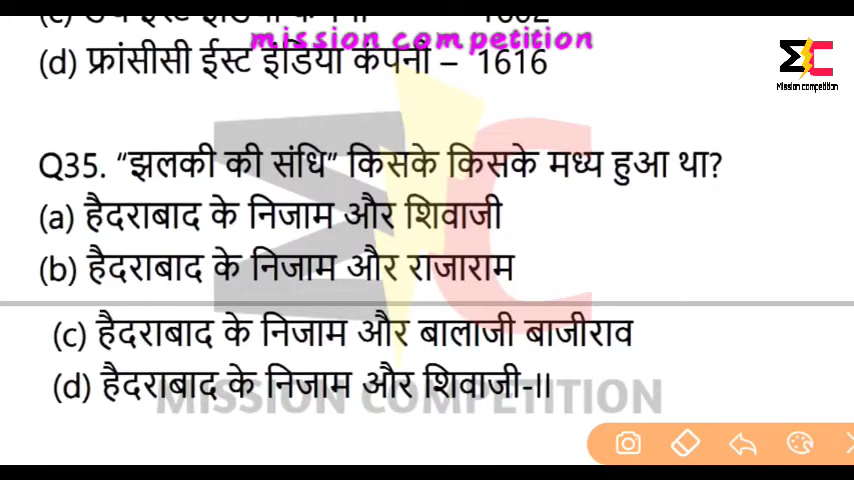 mission competition
(d) फ्रांसीसी ईस्ट इंडिया कंपनी – 1616
Mission competition
Q35. “झलकी की संधि” किसके किसके मध्य हुआ था?
(a) हैदराबाद के निजाम और शिवाजी
(b) हैदराबाद के निजाम और राजाराम
(c) हैदराबाद के निजाम और बालाजी बाजीराव
(d) हैदराबाद के निजाम और शिवाजी-II
MISSION COMPETITION